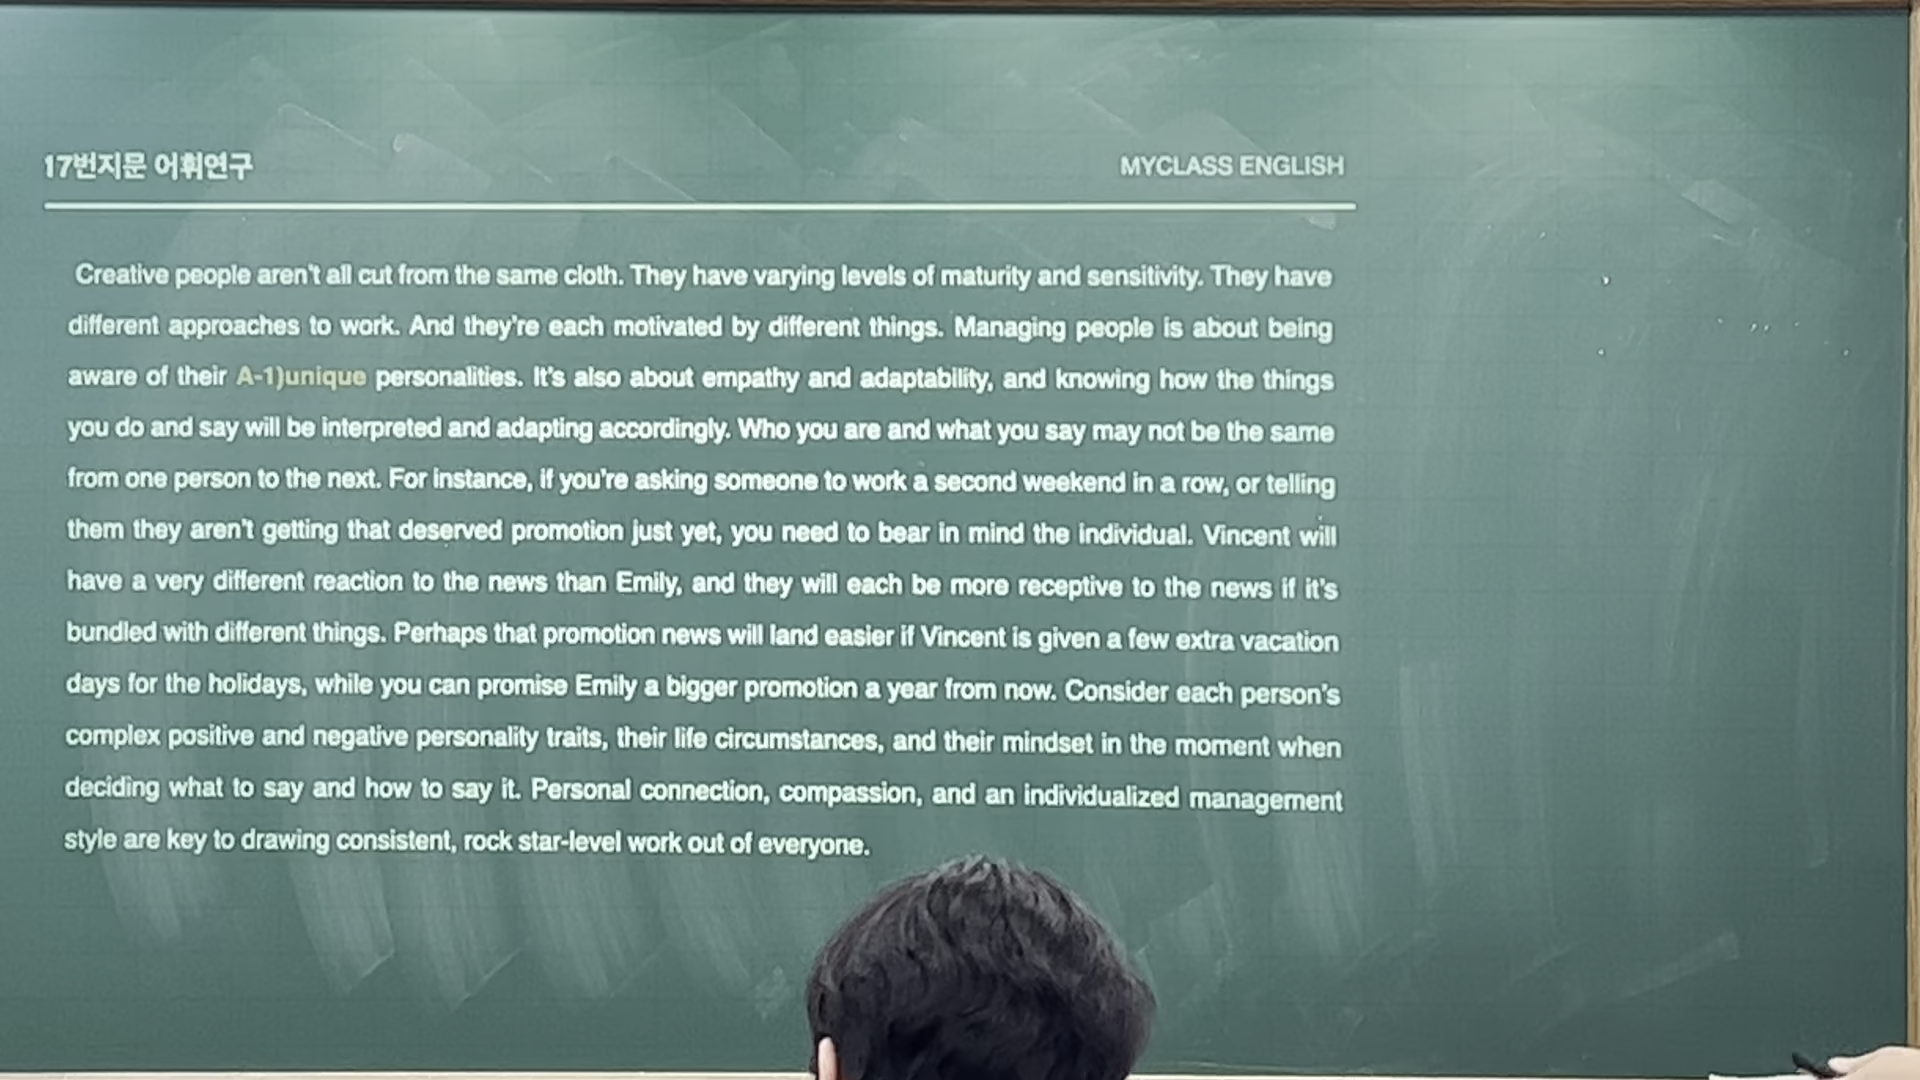 17번지문 어휘연구
MYCLASS ENGLISH
Creative people aren't all cut from the same cloth. They have varying levels of maturity and sensitivity. They have
different approaches to work. And they're each motivated by different things. Managing people is about being
aware of their A-1)unique personalities. It's also about empathy and adaptability, and knowing how the things
you do and say will be interpreted and adapting accordingly. Who you are and what you say may not be the same
from one person to the next. For instance, if you're asking someone to work a second weekend in a row, or telling
them they aren't getting that deserved promotion just yet, you need to bear in mind the individual. Vincent will
have a very different reaction to the news than Emily, and they will each be more receptive to the news if it's
bundled with different things. Perhaps that promotion news will land easier if Vincent is given a few extra vacation
days for the holidays, while you can promise Emily a bigger promotion a year from now. Consider each person's
complex positive and negative personality traits, their life circumstances, and their mindset in the moment when
deciding what to say and how to say it. Personal connection, compassion, and an individualized management
style are key to drawing consistent, rock star-level work out of everyone.